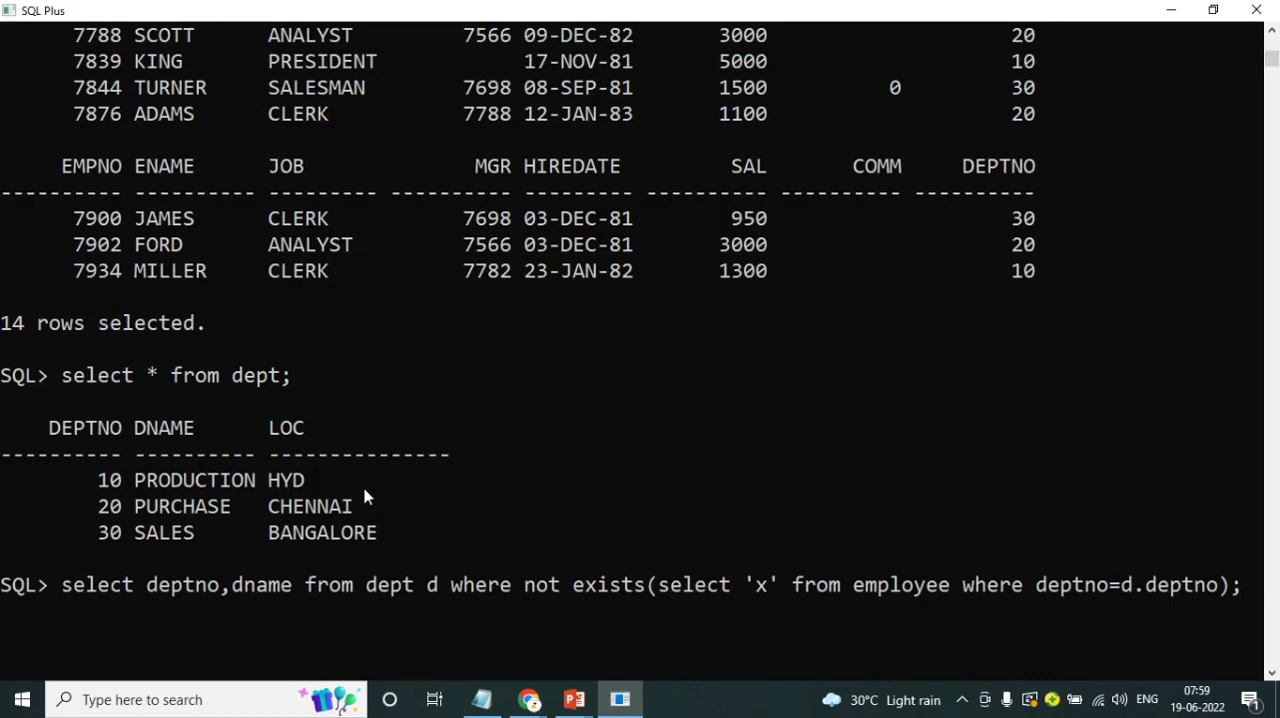 SQL Plus
7788 SCOTT ANALYST 7566 09-DEC-82 3000 20
7839 KING PRESIDENT 17-NOV-81 5000 10
7844 TURNER SALESMAN 7698 08-SEP-81 1500 0 30
7876 ADAMS CLERK 7788 12-JAN-83 1100 20
EMPNO ENAME JOB MGR HIREDATE SAL COMM DEPTNO
---------- ---------- --------- ---------- --------- ---------- ---------- ----------
7900 JAMES CLERK 7698 03-DEC-81 950 30
7902 FORD ANALYST 7566 03-DEC-81 3000 20
7934 MILLER CLERK 7782 23-JAN-82 1300 10
14 rows selected.
SQL> select * from dept;
DEPTNO DNAME LOC
---------- ---------- ---------------
10 PRODUCTION HYD
20 PURCHASE CHENNAI
30 SALES BANGALORE
SQL> select deptno,dname from dept d where not exists(select 'x' from employee where deptno=d.deptno);
Type here to search
30°C Light rain
ENG
07:59
19-06-2022
1